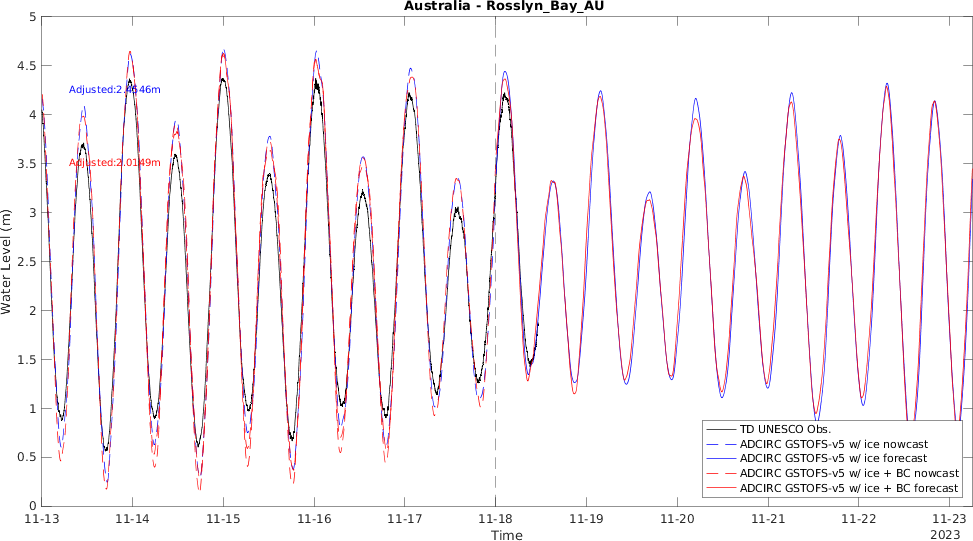 Australia - Rosslyn_Bay_AU
Water Level (m)
5
4.5
4
3.5
3
2.5
2
1.5
1
0.5
0
Adjusted:2.4646m
Adjusted:2.0149m
TD UNESCO Obs.
ADCIRC GSTOFS-v5 w/ ice nowcast
ADCIRC GSTOFS-v5 w/ ice forecast
ADCIRC GSTOFS-v5 w/ ice + BC nowcast
ADCIRC GSTOFS-v5 w/ ice + BC forecast
11-13 11-14 11-15 11-16 11-17 11-18 11-19 11-20 11-21 11-22 11-23
2023
Time